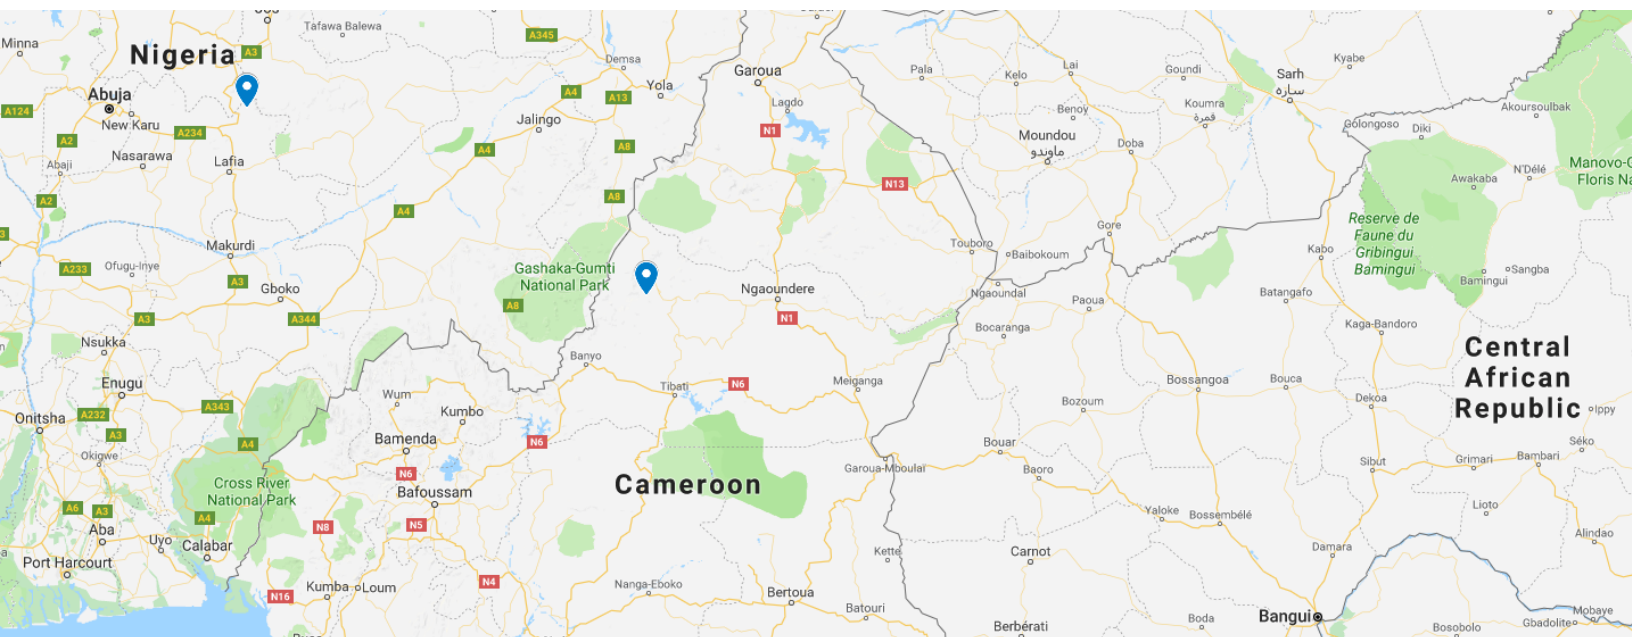 Tafawa Balewa
A345
Minna
Nigeria
A3
Demsa
Garoua
Pala
Kelo
Lai
Goundi
Sarh
ساره
Kyabe
Abuja
A124
New Karu
A234
A4
A13
Yola
Lagdo
Benoy
Koumra
قمرة
Akoursoulbak
Jalingo
N1
Moundou
ماوندو
Doba
Golongoso
Diki
A2
Abaji
Nasarawa
Lafia
A4
A8
N13
Awakaba
N'Délé
Manovo-G
Floris Na
A2
A4
A8
Reserve de
Faune du
Gribingui
Bamingui
Gore
3
Makurdi
Touboro
Baibokoum
Kabo
A233
Ofugu-Inye
A3
Gboko
Gashaka-Gumti
National Park
A8
Ngaoundere
Ngaoundal
Paoua
Batangafo
Sangba
Bamingui
A3
A344
N1
Bocaranga
Kaga-Bandoro
Nsukka
Banyo
Central
African
Republic
Enugu
Tibati
N6
Meiganga
Bossangoa
Bouca
Wum
Kumbo
Bozoum
Dekoa
Ippy
Onitsha
A232
A343
A3
A4
Bamenda
N6
Bouar
Séko
Okigwe
N6
Garoua-Mboulaï
Baoro
Sibut
Grimari
Bambari
Cross River
National Park
Bafoussam
Cameroon
A6
A3
Aba
A4
N8
N5
Yaloke
Bossembélé
Lioto
Uyo
Calabar
Alindao
Port Harcourt
Kette
Carnot
Damara
Kumba
Loum
N4
Nanga-Eboko
Bertoua
N16
Batouri
Berbérati
Boda
Bangui
Mobaye
Gbadolite
Bosobolo